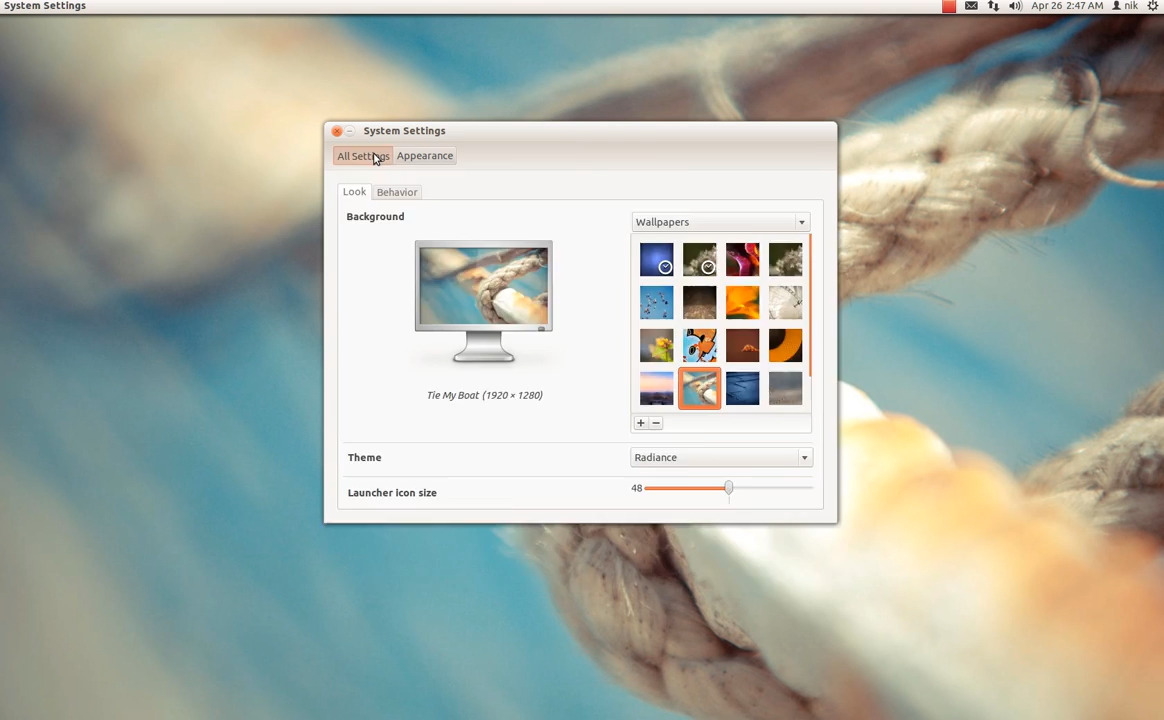 System Settings
Apr 26 2:47 AM nik
System Settings
All Settings Appearance
Look Behavior
Background
Wallpapers
Tie My Boat (1920 × 1280)
Theme
Radiance
Launcher icon size
48